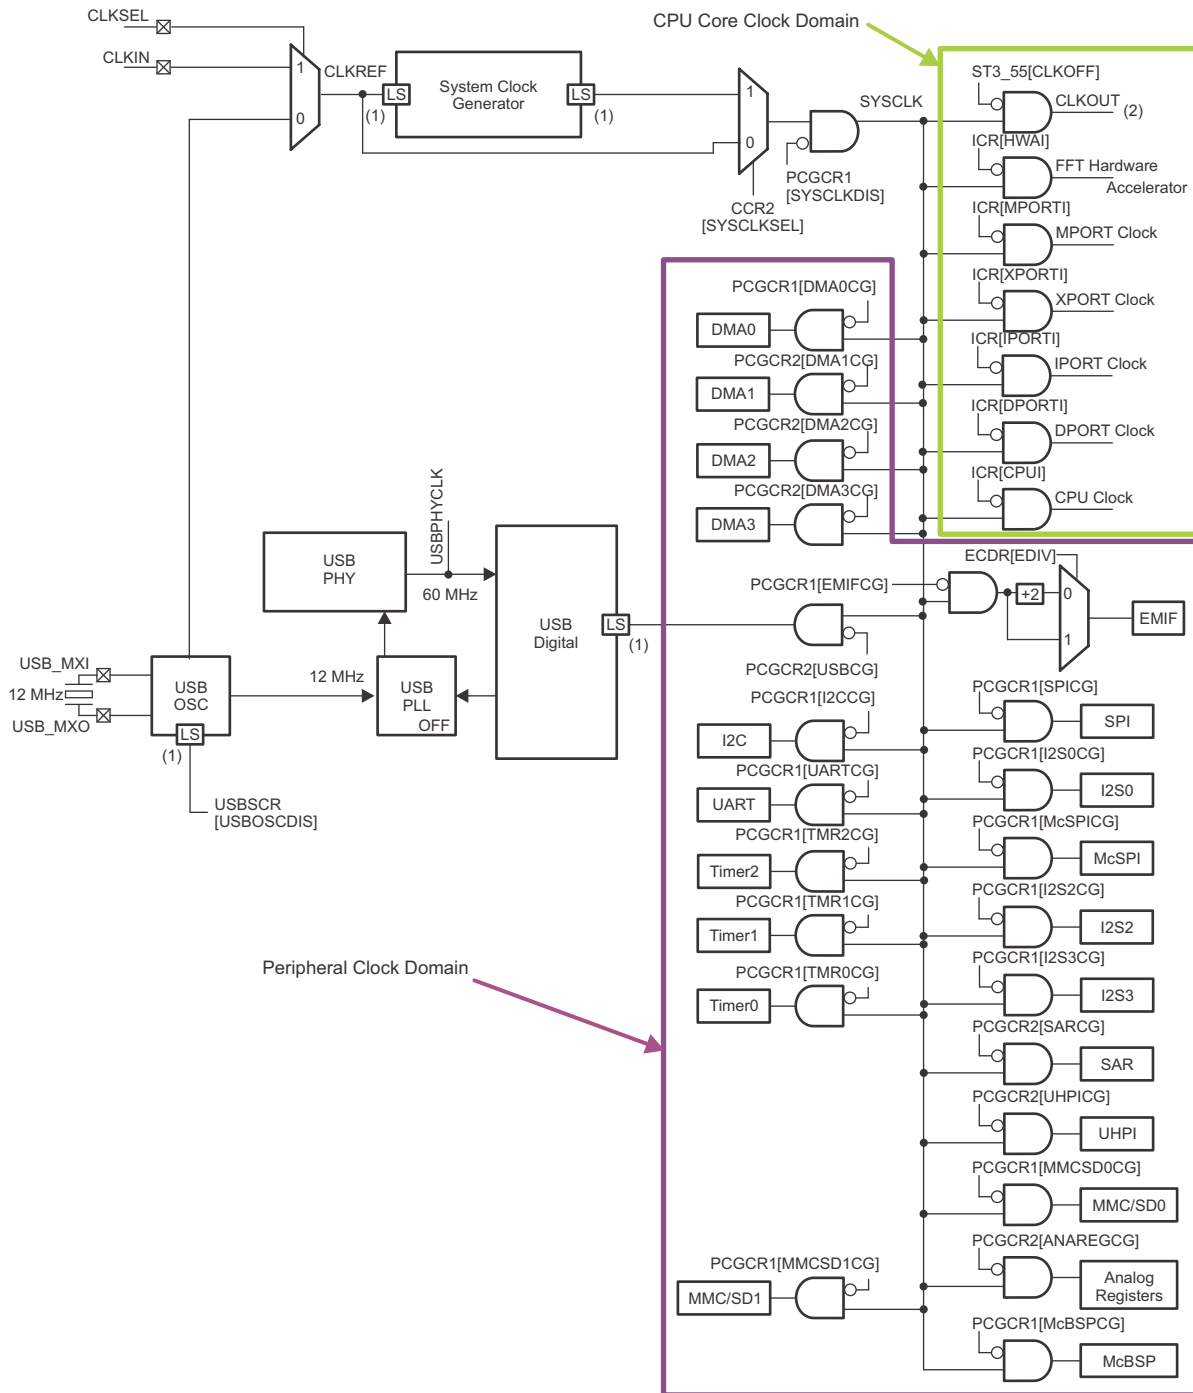 CPU Core Clock Domain
CLKSEL
CLKIN
1
0
CLKREF
LS
(1)
System Clock
Generator
LS
(1)
1
0
CCR2
[SYSCLKSEL]
PCGCR1
[SYSCLKDIS]
SYSCLK
ST3_55[CLKOFF]
CLKOUT
(2)
ICR[HWAI]
FFT Hardware
Accelerator
ICR[MPORTI]
MPORT Clock
ICR[XPORTI]
XPORT Clock
ICR[IPORTI]
IPORT Clock
ICR[DPORTI]
DPORT Clock
ICR[CPUI]
CPU Clock
PCGCR1[DMA0CG]
DMA0
PCGCR2[DMA1CG]
DMA1
PCGCR2[DMA2CG]
DMA2
PCGCR2[DMA3CG]
DMA3
ECDR[EDIV]
PCGCR1[EMIFCG]
+2
0
1
EMIF
USB
PHY
USBPHYCLK
60 MHz
USB
Digital
LS
(1)
PCGCR2[USBCG]
USB_MXI
12 MHz
USB_MXO
USB
OSC
LS
(1)
12 MHz
USB
PLL
OFF
USBSCR
[USBOSCDIS]
PCGCR1[I2CCG]
I2C
PCGCR1[UARTCG]
UART
PCGCR1[TMR2CG]
Timer2
PCGCR1[TMR1CG]
Timer1
PCGCR1[TMR0CG]
Timer0
Peripheral Clock Domain
PCGCR1[SPICG]
SPI
PCGCR1[I2S0CG]
I2S0
PCGCR1[McSPICG]
McSPI
PCGCR1[I2S2CG]
I2S2
PCGCR1[I2S3CG]
I2S3
PCGCR2[SARCG]
SAR
PCGCR2[UHPICG]
UHPI
PCGCR1[MMCSD0CG]
MMC/SD0
PCGCR2[ANAREGCG]
Analog
Registers
PCGCR1[MMCSD1CG]
MMC/SD1
PCGCR1[McBSPCG]
McBSP